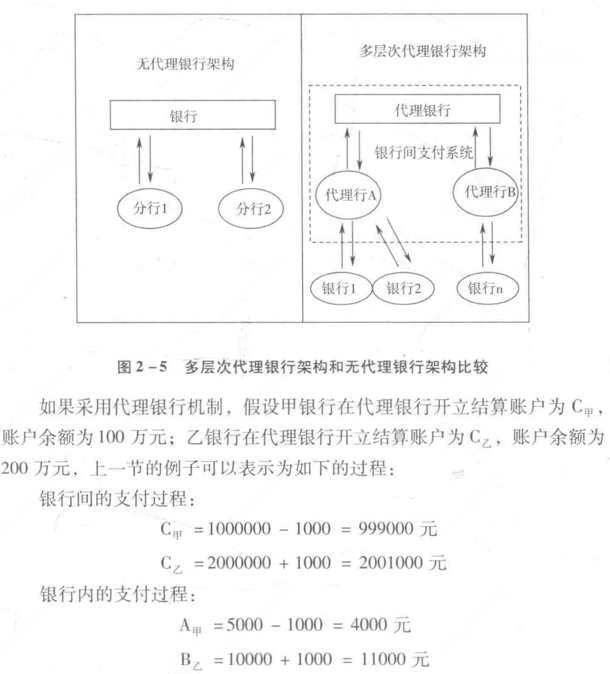 无代理银行架构
银行
分行1
分行2
多层次代理银行架构
代理银行
银行间支付系统
代理行A
代理行B
银行1
银行2
银行n
图 2-5 多层次代理银行架构和无代理银行架构比较
如果采用代理银行机制，假设甲银行在代理银行开立结算账户为 C甲，
账户余额为100 万元；乙银行在代理银行开立结算账户为 C乙，账户余额为
200 万元，上一节的例子可以表示为如下的过程：
银行间的支付过程：
C甲 =1000000 - 1000 = 999000 元
C乙 =2000000 + 1000 = 2001000 元
银行内的支付过程：
A甲 =5000 - 1000 = 4000 元
B乙 =10000 + 1000 = 11000 元